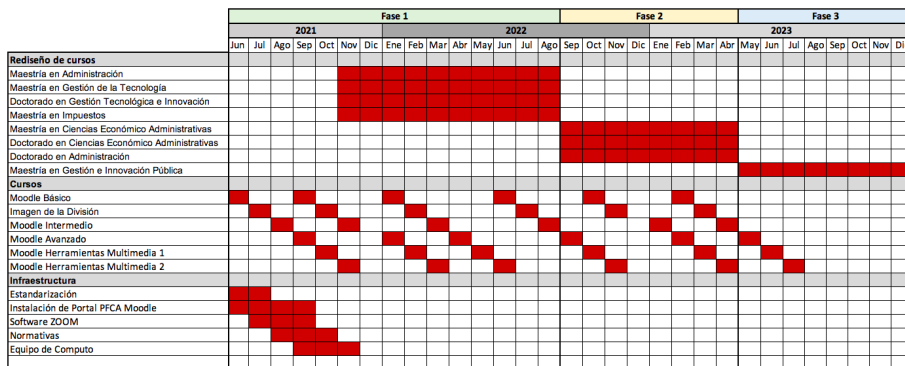 Fase 1 Fase 2 Fase 3
2021 2022 2023
Jun Jul Ago Sep Oct Nov Dic Ene Feb Mar Abr May Jun Jul Ago Sep Oct Nov Dic Ene Feb Mar Abr May Jun Jul Ago Sep Oct Nov
Rediseño de cursos
Maestría en Administración
Maestría en Gestión de la Tecnología
Doctorado en Gestión Tecnológica e Innovación
Maestría en Impuestos
Maestría en Ciencias Económico Administrativas
Doctorado en Ciencias Económico Administrativas
Doctorado en Administración
Maestría en Gestión e Innovación Pública
Cursos
Moodle Básico
Imagen de la División
Moodle Intermedio
Moodle Avanzado
Moodle Herramientas Multimedia 1
Moodle Herramientas Multimedia 2
Infraestructura
Estandarización
Instalación de Portal PFCA Moodle
Software ZOOM
Normativas
Equipo de Computo